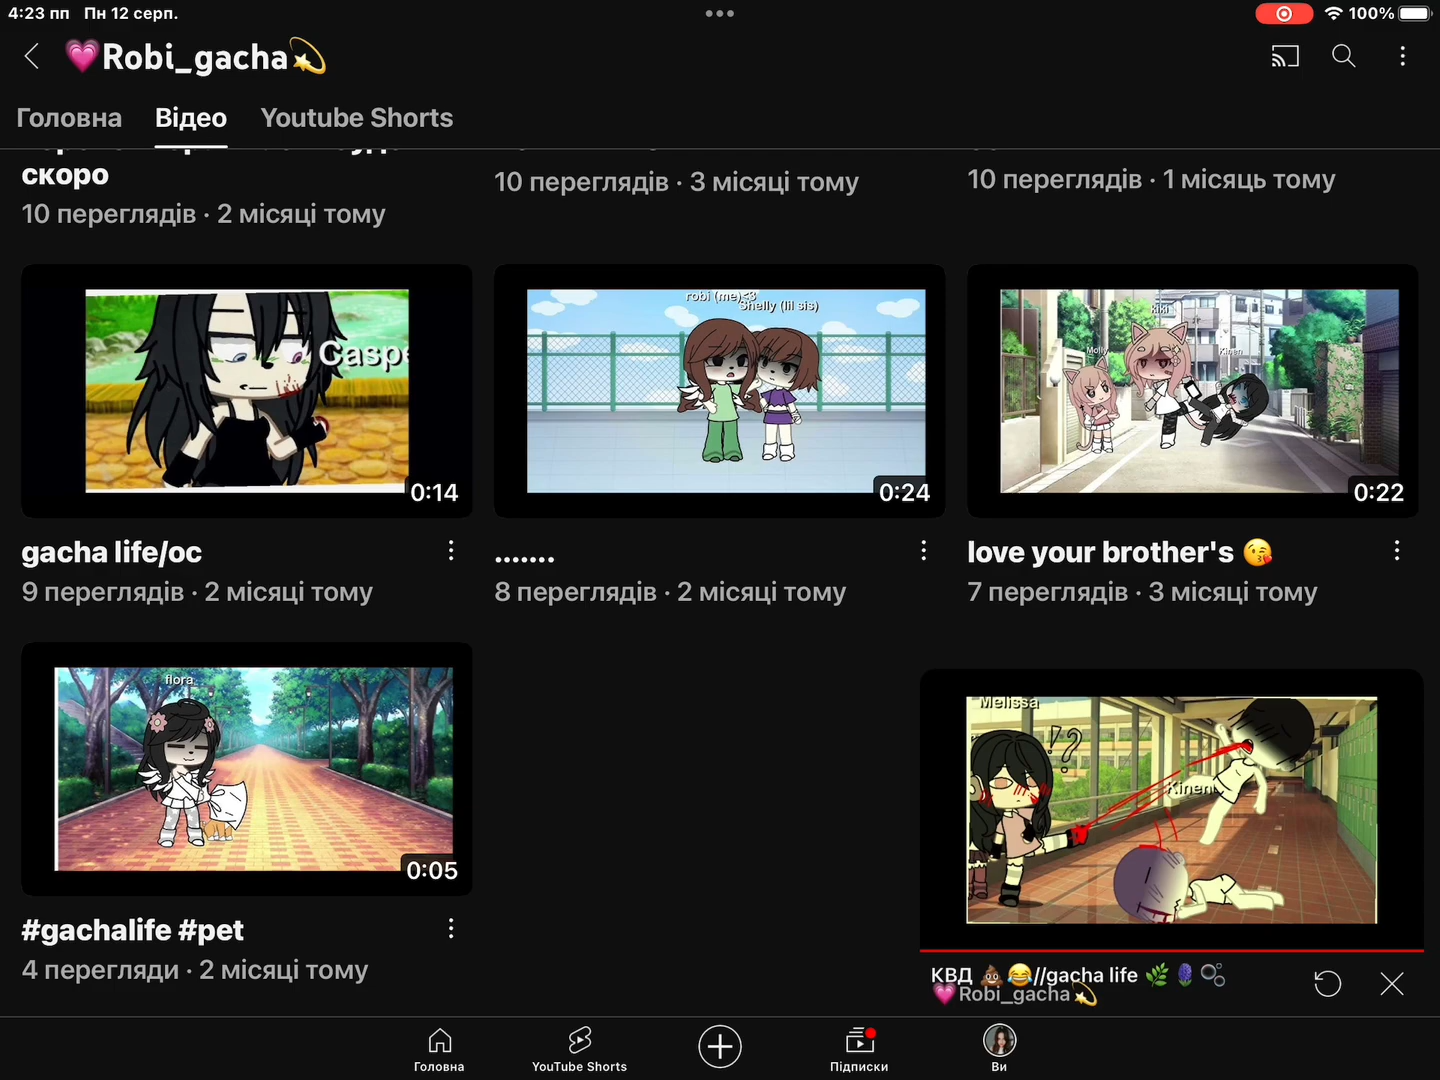 4:23 пп Пн 12 серп.
100%
💗Robi_gacha💫
Головна Відео Youtube Shorts
скоро
10 переглядів · 2 місяці тому
10 переглядів · 3 місяці тому
10 переглядів · 1 місяць тому
Caspe
0:14
gacha life/oc
9 переглядів · 2 місяці тому
robi (me)<3
Shelly (lil sis)
0:24
.......
8 переглядів · 2 місяці тому
kiki
Molly
Kinen
0:22
love your brother's 😘
7 переглядів · 3 місяці тому
flora
0:05
#gachalife #pet
4 перегляди · 2 місяці тому
Melissa
!?
Kinen
КВД 💩😂//gacha life 🌿🪻🫧
💗Robi_gacha💫
Головна
YouTube Shorts
Підписки
Ви